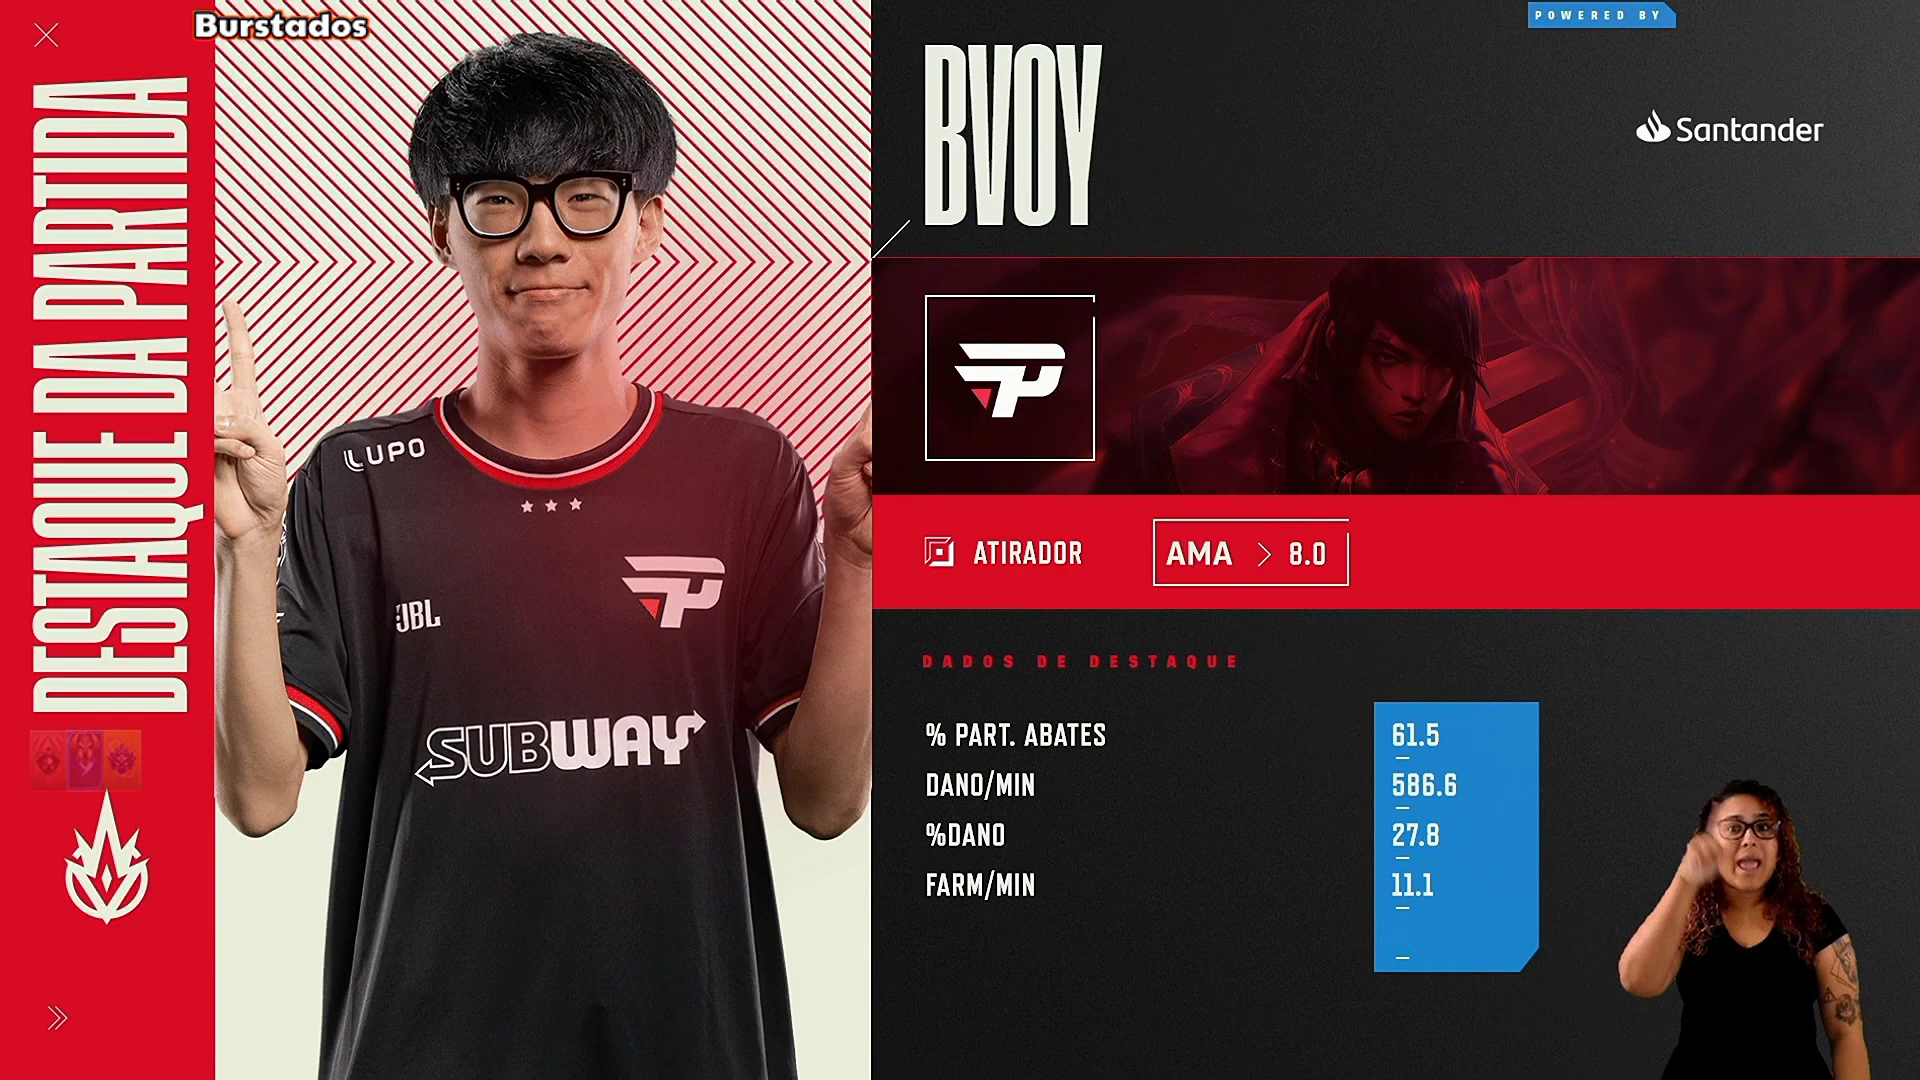 Burstados
DESTAQUE DA PARTIDA
LUPO
JBL
SUBWAY
POWERED BY
BVOY
Santander
ATIRADOR
AMA > 8.0
DADOS DE DESTAQUE
% PART. ABATES 61.5
DANO/MIN 586.6
%DANO 27.8
FARM/MIN 11.1